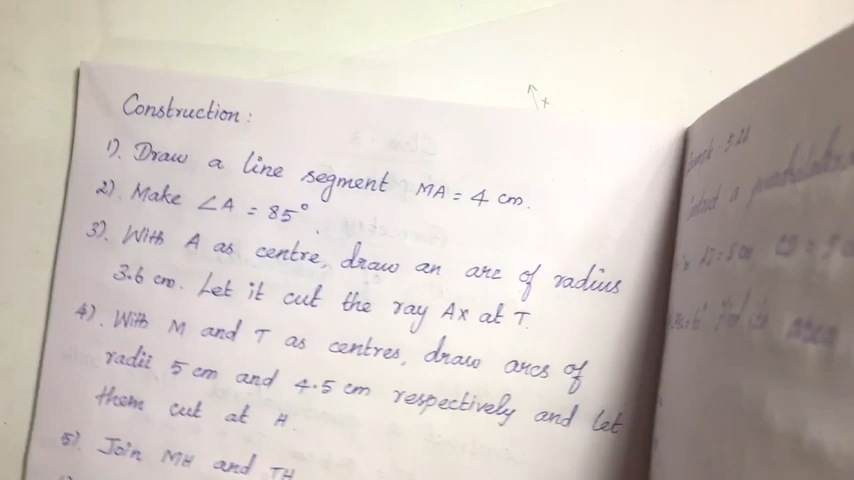 Construction:
1). Draw a line segment MA = 4 cm.
2). Make ∠A = 85°.
3). With A as centre, draw an arc of radius
3.6 cm. Let it cut the ray AX at T.
4). With M and T as centres, draw arcs of
radii 5 cm and 4.5 cm respectively and let
them cut at H.
5). Join MH and TH
x